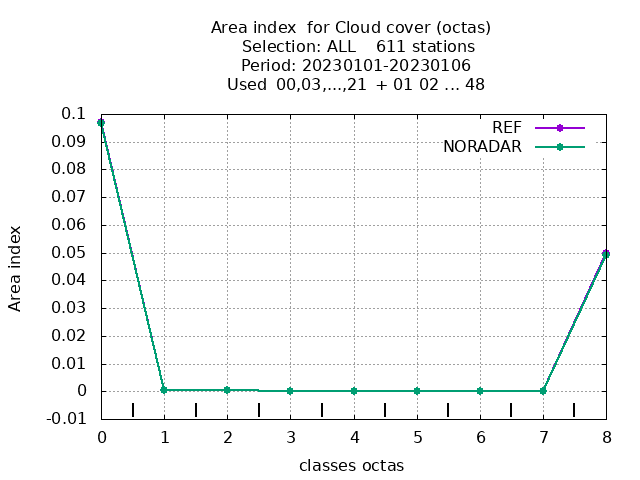 Area index  for Cloud cover (octas)
Selection: ALL    611 stations
Period: 20230101-20230106
Used  00,03,...,21  + 01 02 ... 48
REF
NORADAR
0.1
0.09
0.08
0.07
0.06
0.05
0.04
0.03
0.02
0.01
0
-0.01
Area index
0 1 2 3 4 5 6 7 8
classes octas